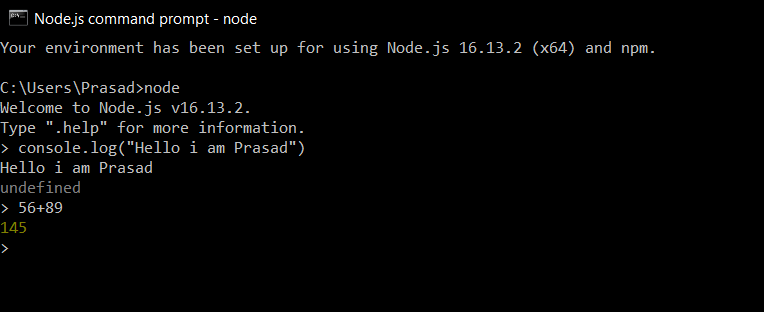 Node.js command prompt - node
Your environment has been set up for using Node.js 16.13.2 (x64) and npm.
C:\Users\Prasad>node
Welcome to Node.js v16.13.2.
Type ".help" for more information.
> console.log("Hello i am Prasad")
Hello i am Prasad
undefined
> 56+89
145
>